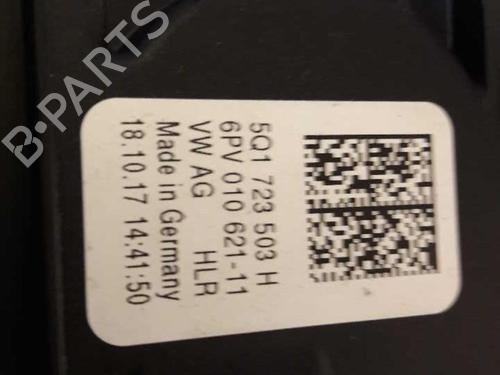 5Q1 723 503 H
6PV 010 621-11
VW AG HLR
Made in Germany
18.10.17 14:41:50
B-PARTS